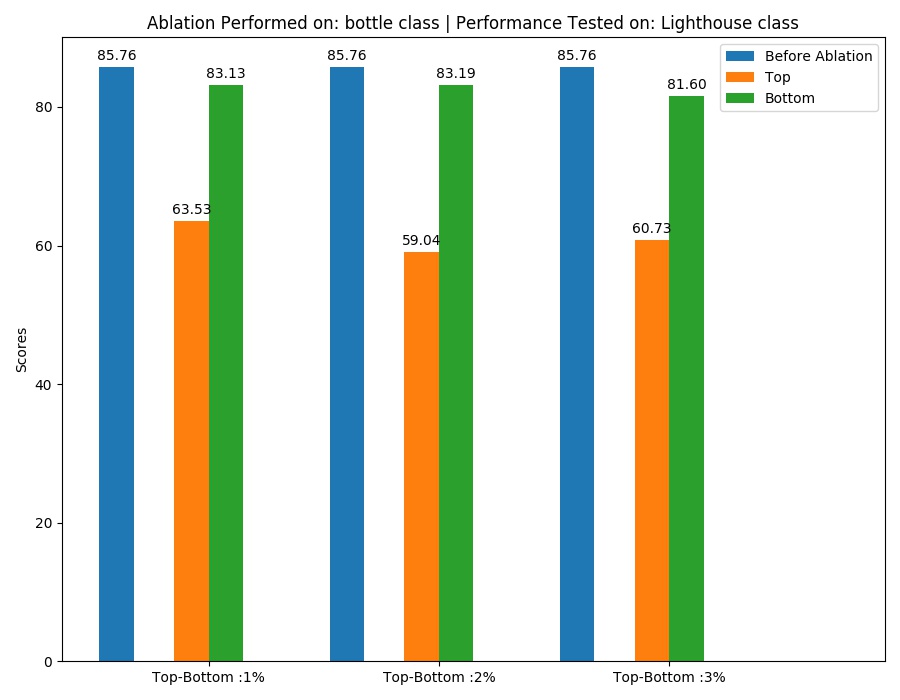 Ablation Performed on: bottle class | Performance Tested on: Lighthouse class
85.76
85.76
85.76
83.13
83.19
81.60
63.53
59.04
60.73
Before Ablation
Top
Bottom
Scores
80
60
40
20
0
Top-Bottom :1%
Top-Bottom :2%
Top-Bottom :3%